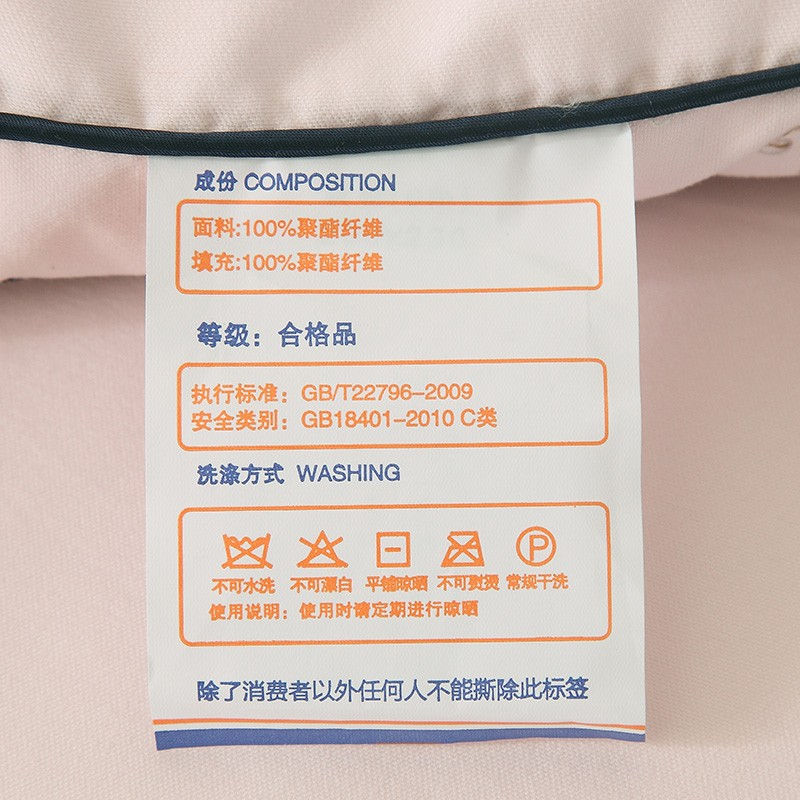 成份 COMPOSITION
面料:100%聚酯纤维
填充:100%聚酯纤维
等级：合格品
执行标准：GB/T22796-2009
安全类别：GB18401-2010 C类
洗涤方式 WASHING
P
不可水洗 不可漂白 平铺晾晒 不可熨烫 常规干洗
使用说明：使用时请定期进行晾晒
除了消费者以外任何人不能撕除此标签